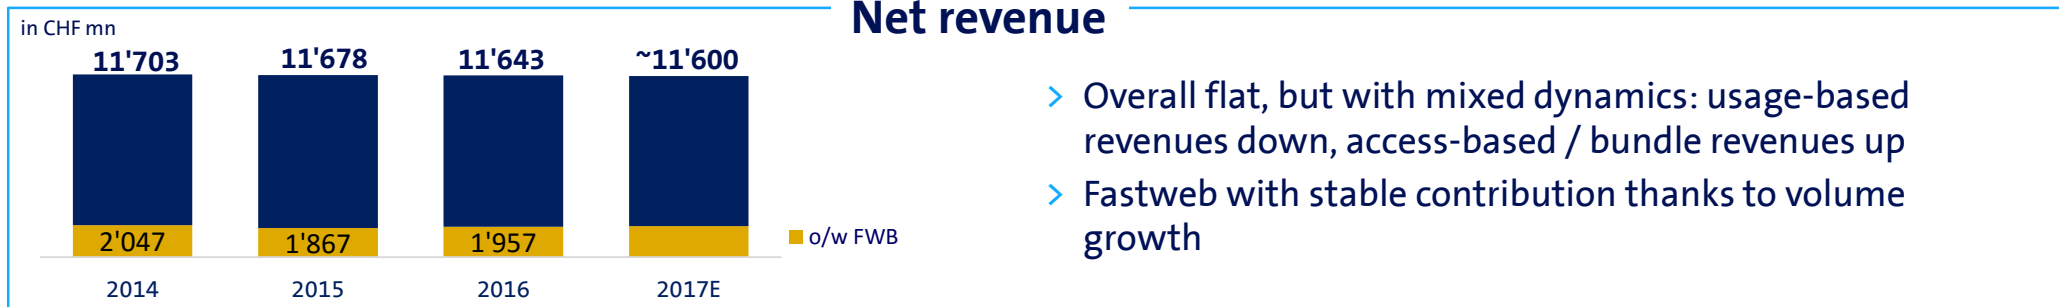 Net revenue
in CHF mn
11'703 11'678 11'643 ~11'600
2'047 1'867 1'957
o/w FWB
2014 2015 2016 2017E
> Overall flat, but with mixed dynamics: usage-based
revenues down, access-based / bundle revenues up
> Fastweb with stable contribution thanks to volume
growth